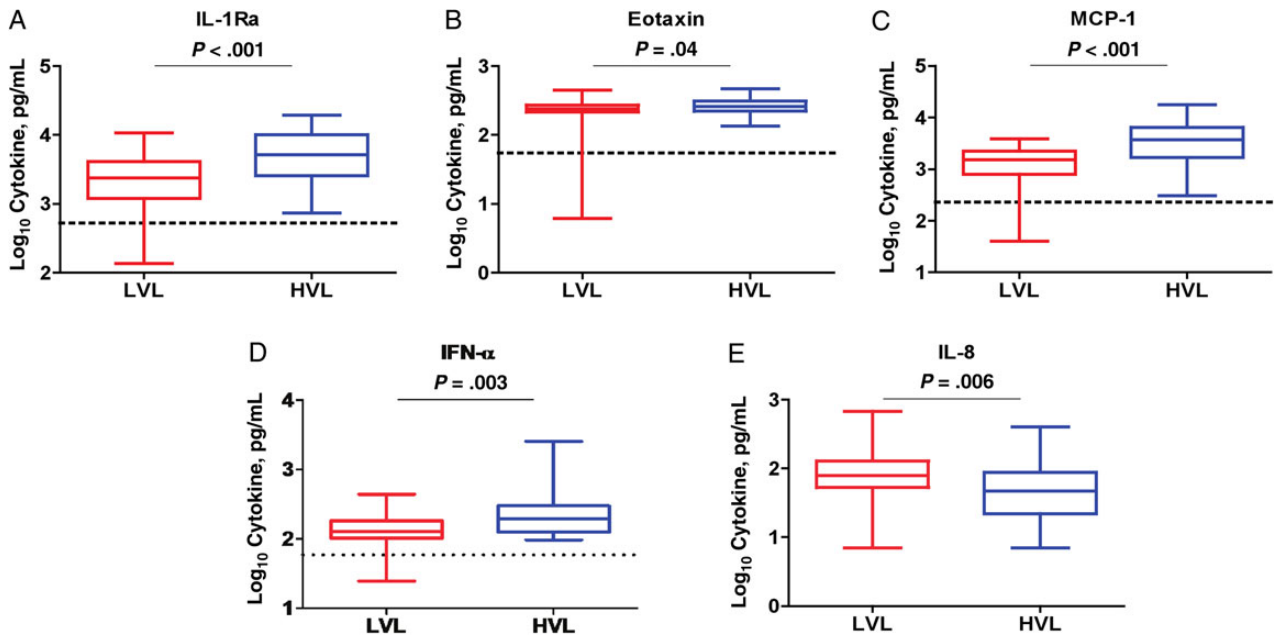 A
IL-1Ra
P < .001
Log10 Cytokine, pg/mL
5
4
3
2
LVL
HVL
B
Eotaxin
P = .04
Log10 Cytokine, pg/mL
3
2
1
0
LVL
HVL
C
MCP-1
P < .001
Log10 Cytokine, pg/mL
5
4
3
2
1
LVL
HVL
D
IFN-α
P = .003
Log10 Cytokine, pg/mL
4
3
2
1
LVL
HVL
E
IL-8
P = .006
Log10 Cytokine, pg/mL
3
2
1
0
LVL
HVL